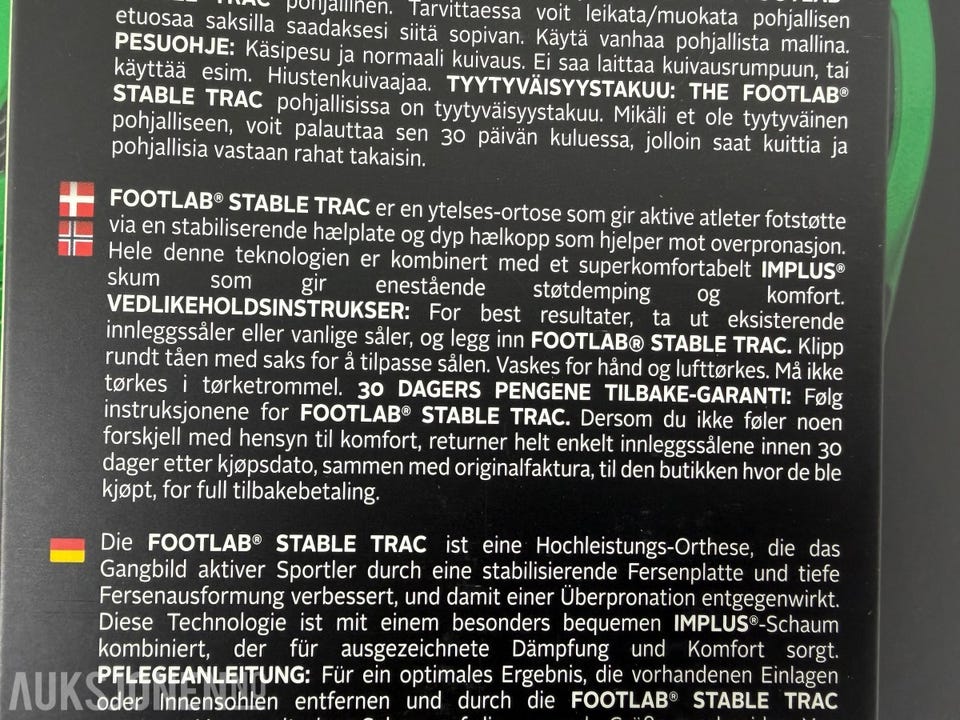 STABLE TRAC pohjallinen. Tarvittaessa voit leikata/muokata pohjallisen
etuosaa saksilla saadaksesi siitä sopivan. Käytä vanhaa pohjallista mallina.
PESUOHJE: Käsipesu ja normaali kuivaus. Ei saa laittaa kuivausrumpuun, tai
käyttää esim. Hiustenkuivaajaa. TYYTYVÄISYYSTAKUU: THE FOOTLAB®
STABLE TRAC pohjallisissa on tyytyväisyystakuu. Mikäli et ole tyytyväinen
pohjalliseen, voit palauttaa sen 30 päivän kuluessa, jolloin saat kuittia ja
pohjallisia vastaan rahat takaisin.
FOOTLAB® STABLE TRAC er en ytelses-ortose som gir aktive atleter fotstøtte
via en stabiliserende hælplate og dyp hælkopp som hjelper mot overpronasjon.
Hele denne teknologien er kombinert med et superkomfortabelt IMPLUS®
skum som gir enestående støtdemping og komfort.
VEDLIKEHOLDSINSTRUKSER: For best resultater, ta ut eksisterende
innleggssåler eller vanlige såler, og legg inn FOOTLAB® STABLE TRAC. Klipp
rundt tåen med saks for å tilpasse sålen. Vaskes for hånd og lufttørkes. Må ikke
tørkes i tørketrommel. 30 DAGERS PENGENE TILBAKE-GARANTI: Følg
instruksjonene for FOOTLAB® STABLE TRAC. Dersom du ikke føler noen
forskjell med hensyn til komfort, returner helt enkelt innleggssålene innen 30
dager etter kjøpsdato, sammen med originalfaktura, til den butikken hvor de ble
kjøpt, for full tilbakebetaling.
Die FOOTLAB® STABLE TRAC ist eine Hochleistungs-Orthese, die das
Gangbild aktiver Sportler durch eine stabilisierende Fersenplatte und tiefe
Fersenausformung verbessert, und damit einer Überpronation entgegenwirkt.
Diese Technologie ist mit einem besonders bequemen IMPLUS®-Schaum
kombiniert, der für ausgezeichnete Dämpfung und Komfort sorgt.
PFLEGEANLEITUNG: Für ein optimales Ergebnis, die vorhandenen Einlagen
oder Innensohlen entfernen und durch die FOOTLAB® STABLE TRAC
AUKSJONEN.NO